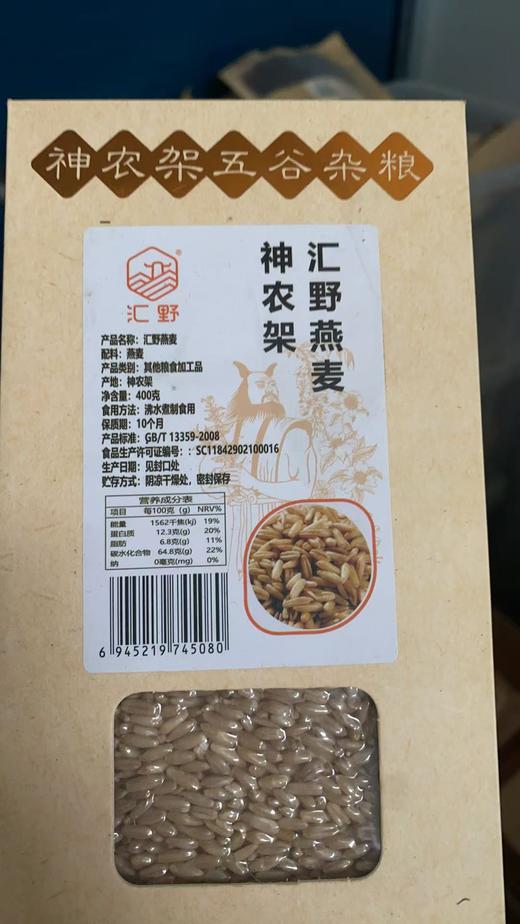 神农架五谷杂粮
®
汇野
汇野燕麦
神农架
产品名称：汇野燕麦
配料：燕麦
产品类别：其他粮食加工品
产地：神农架
净含量：400克
食用方法：沸水煮制食用
保质期：10个月
产品标准：GB/T 13359-2008
食品生产许可证编号：：SC11842902100016
生产日期：见封口处
贮存方式：阴凉干燥处，密封保存
营养成分表
项目 每100克(g) NRV%
能量 1562千焦(kj) 19%
蛋白质 12.3克(g) 20%
脂肪 6.8克(g) 11%
碳水化合物 64.8克(g) 22%
纳 0毫克(mg) 0%
6 945219 745080